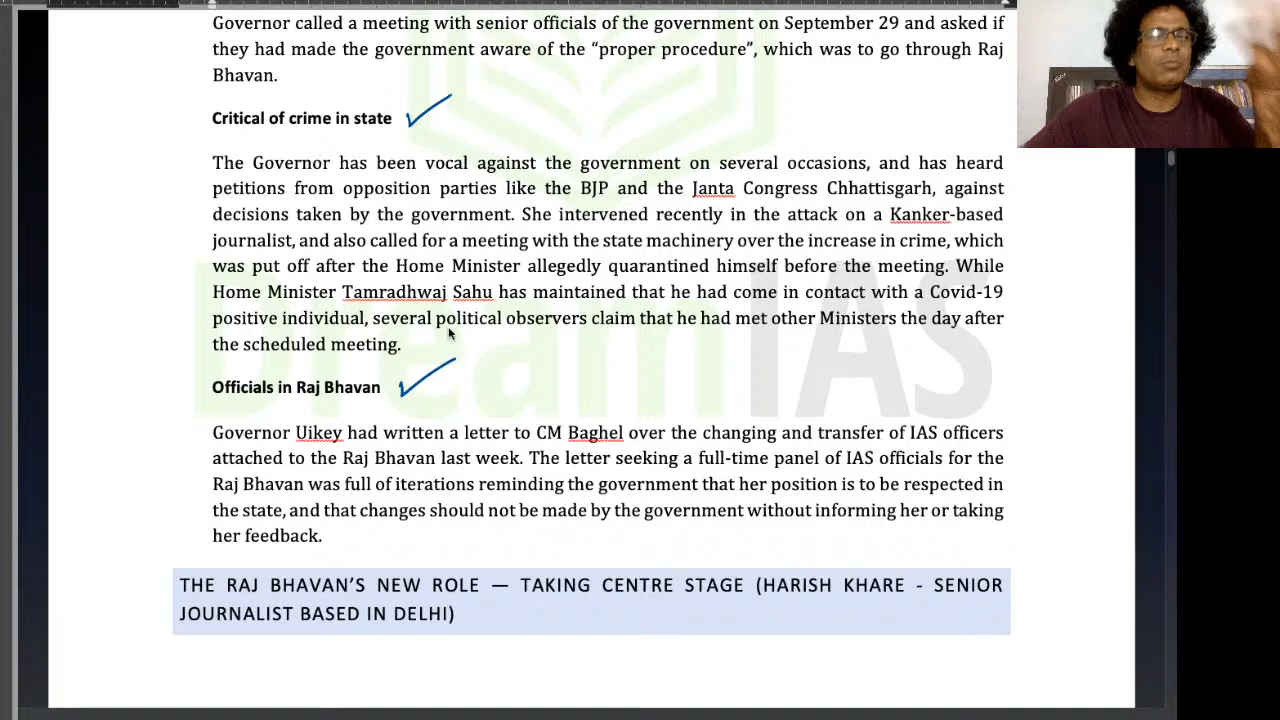 Governor called a meeting with senior officials of the government on September 29 and asked if
they had made the government aware of the “proper procedure”, which was to go through Raj
Bhavan.
Critical of crime in state
The Governor has been vocal against the government on several occasions, and has heard
petitions from opposition parties like the BJP and the Janta Congress Chhattisgarh, against
decisions taken by the government. She intervened recently in the attack on a Kanker-based
journalist, and also called for a meeting with the state machinery over the increase in crime, which
was put off after the Home Minister allegedly quarantined himself before the meeting. While
Home Minister Tamradhwaj Sahu has maintained that he had come in contact with a Covid-19
positive individual, several political observers claim that he had met other Ministers the day after
the scheduled meeting.
Officials in Raj Bhavan
Governor Uikey had written a letter to CM Baghel over the changing and transfer of IAS officers
attached to the Raj Bhavan last week. The letter seeking a full-time panel of IAS officials for the
Raj Bhavan was full of iterations reminding the government that her position is to be respected in
the state, and that changes should not be made by the government without informing her or taking
her feedback.
THE RAJ BHAVAN’S NEW ROLE — TAKING CENTRE STAGE (HARISH KHARE - SENIOR
JOURNALIST BASED IN DELHI)
DreamIAS